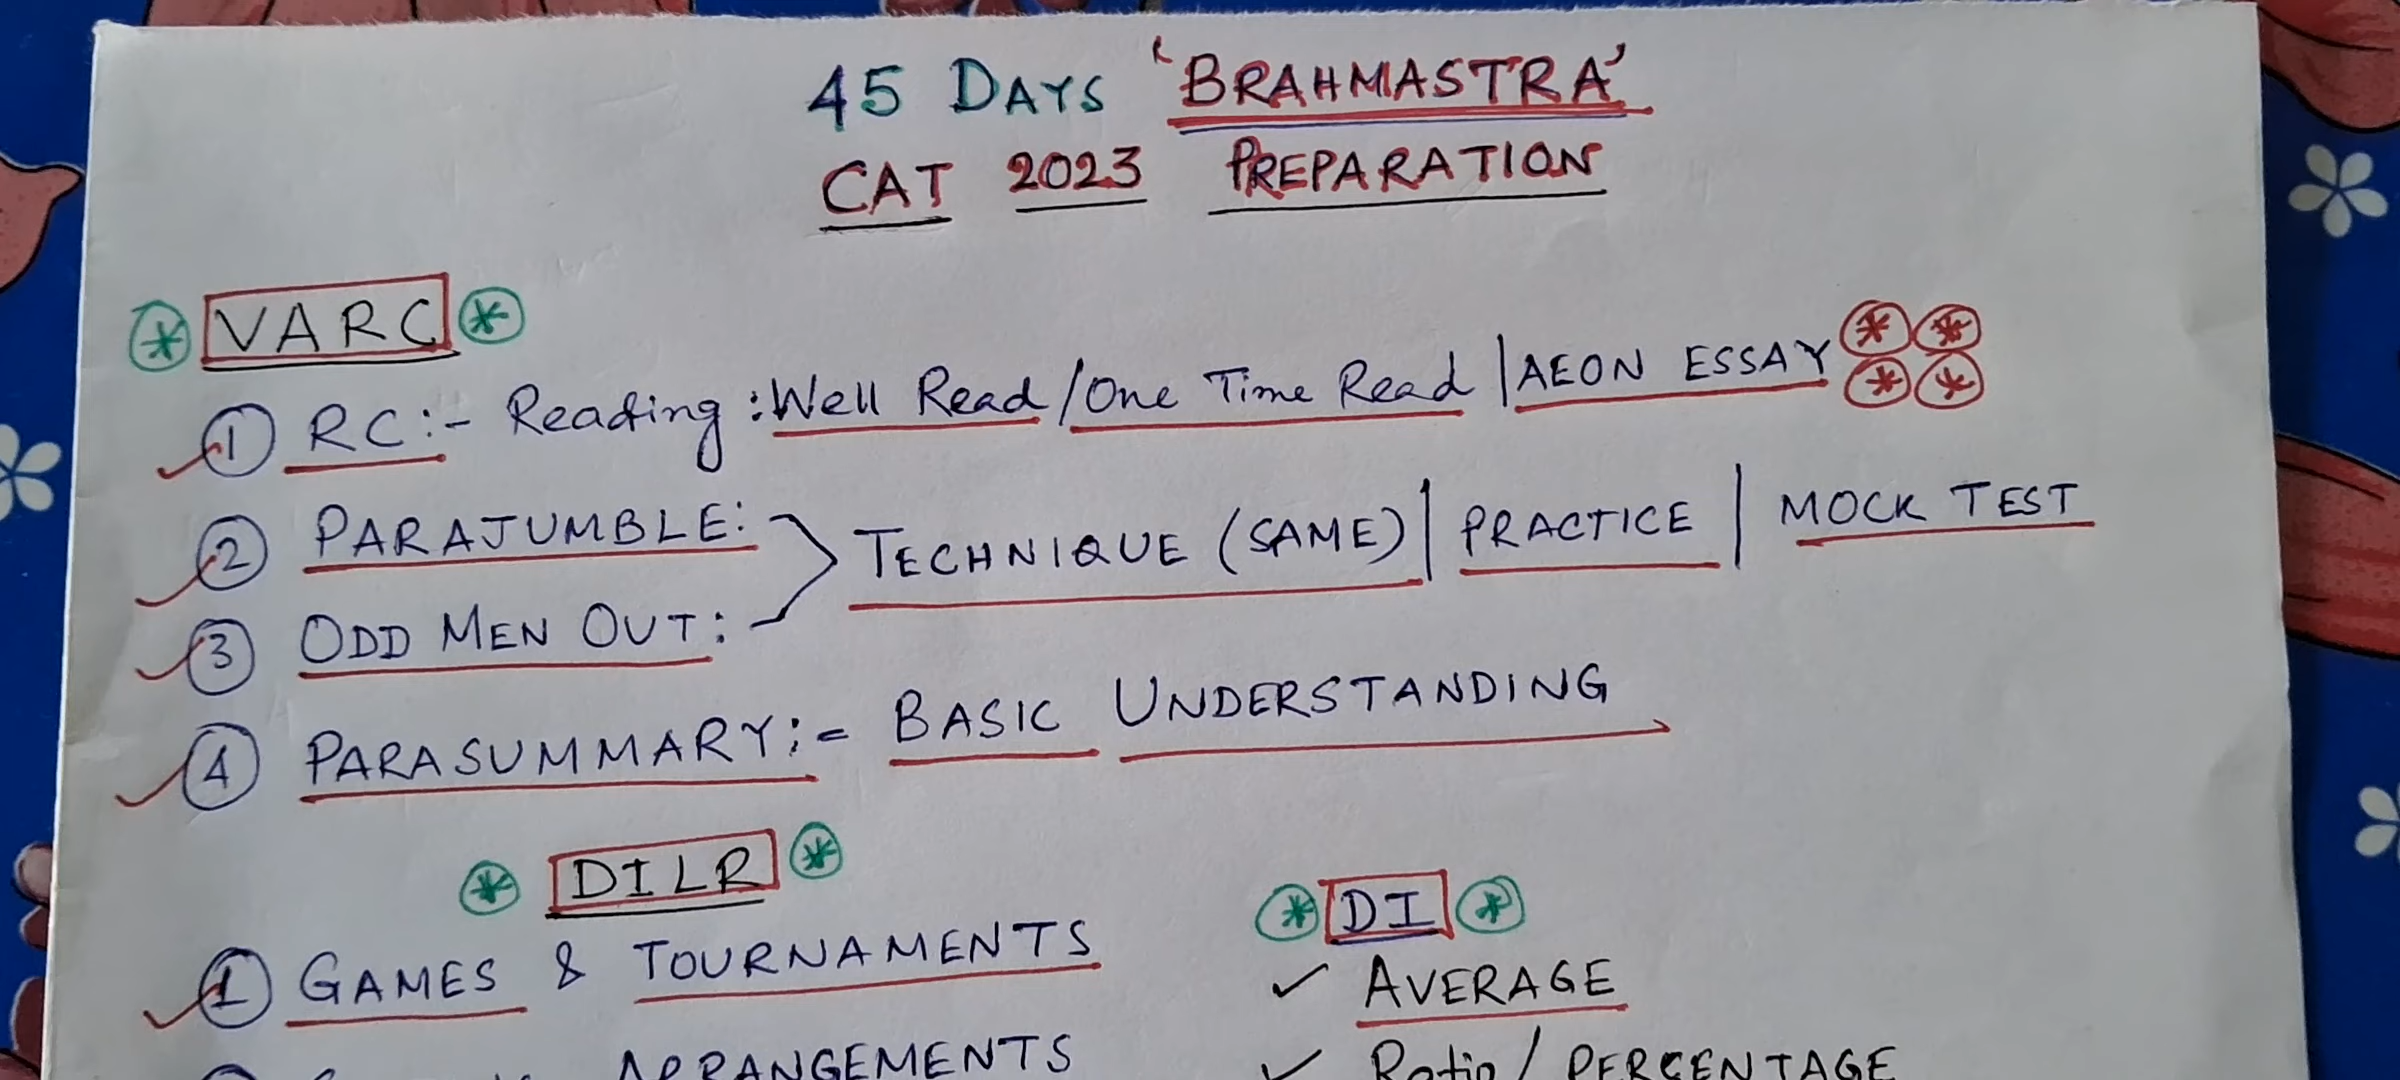 45 DAYS 'BRAHMASTRA'
CAT 2023 PREPARATION
* VARC *
1 RC:- Reading: Well Read / One Time Read | AEON ESSAY * * * *
2 PARAJUMBLE:
TECHNIQUE (SAME) | PRACTICE | MOCK TEST
3 ODD MEN OUT:
4 PARASUMMARY:- BASIC UNDERSTANDING
* DILR *
1 GAMES & TOURNAMENTS
ARRANGEMENTS
* DI *
✓ AVERAGE
✓ Ratio / PERCENTAGE